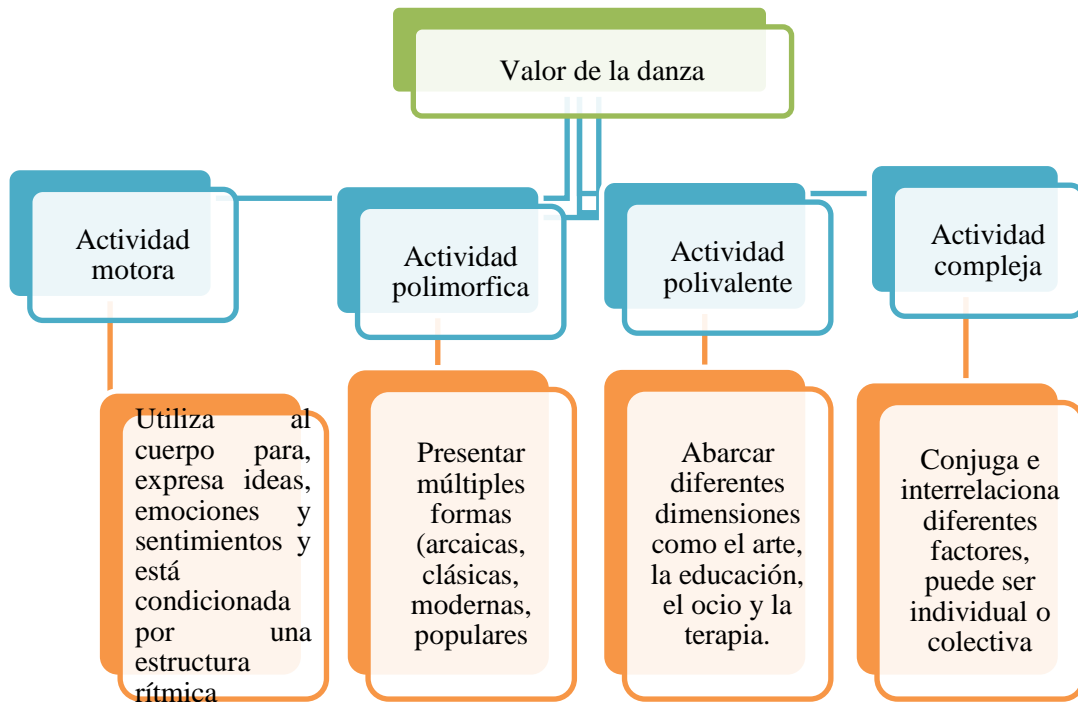 Valor de la danza
Actividad
motora
Actividad
polimorfica
Actividad
polivalente
Actividad
compleja
Utiliza al
cuerpo para,
expresa ideas,
emociones y
sentimientos y
está
condicionada
por una
estructura
rítmica
Presentar
múltiples
formas
(arcaicas,
clásicas,
modernas,
populares
Abarcar
diferentes
dimensiones
como el arte,
la educación,
el ocio y la
terapia.
Conjuga e
interrelaciona
diferentes
factores,
puede ser
individual o
colectiva